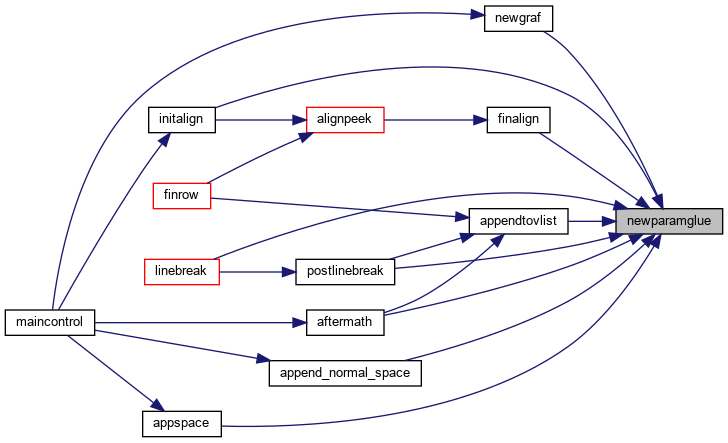 newgraf
initalign
alignpeek
finalign
finrow
appendtovlist
newparamglue
linebreak
postlinebreak
maincontrol
aftermath
append_normal_space
appspace